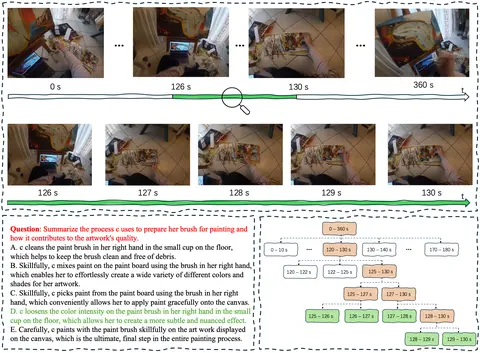 ...
...
...
0 s
126 s
130 s
360 s
t
126 s
127 s
128 s
129 s
130 s
t
Question: Summarize the process c uses to prepare her brush for painting and
how it contributes to the artwork's quality.
A. c cleans the paint brush in her right hand in the small cup on the floor,
which helps to keep the brush clean and free of debris.
B. Skillfully, c mixes paint on the paint board using the brush in her right hand,
which enables her to effortlessly create a wide variety of different colors and
shades for her artwork.
C. Skillfully, c picks paint from the paint board using the brush in her right
hand, which conveniently allows her to apply paint gracefully onto the canvas.
D. c loosens the color intensity on the paint brush in her right hand in the small
cup on the floor, which allows her to create a more subtle and nuanced effect.
E. Carefully, c paints with the paint brush skillfully on the art work displayed
on the canvas, which is the ultimate, final step in the entire painting process.
0 – 360 s
0 – 10 s
...
120 – 130 s
130 – 140 s
...
170 – 180 s
120 – 122 s
122 – 125 s
125 – 130 s
125 – 127 s
127 – 130 s
125 – 126 s
126 – 127 s
127 – 128 s
128 – 130 s
128 – 129 s
129 – 130 s